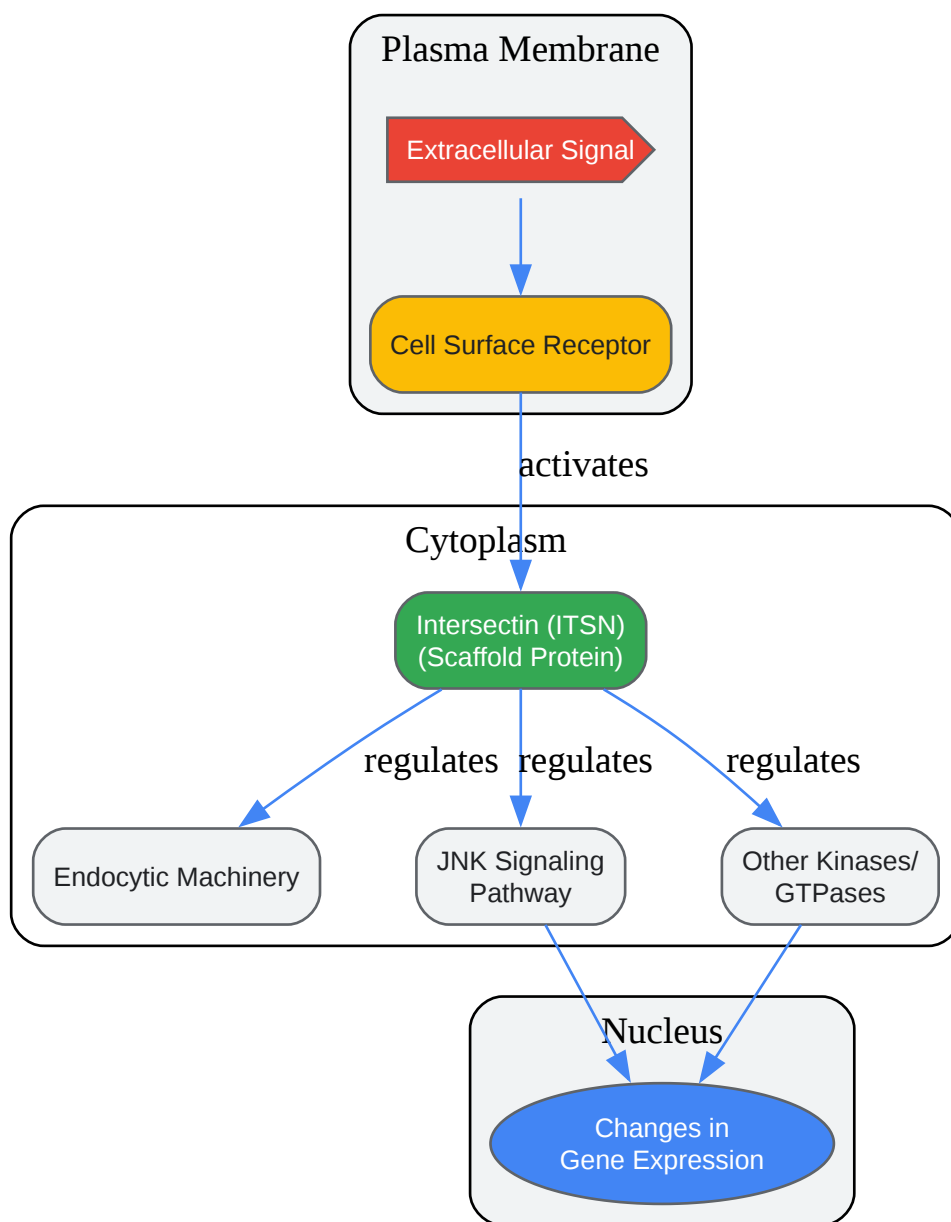 Plasma Membrane
Extracellular Signal
Cell Surface Receptor
activates
Cytoplasm
Intersectin (ITSN)
(Scaffold Protein)
regulates
regulates
regulates
Endocytic Machinery
JNK Signaling
Pathway
Other Kinases/
GTPases
Nucleus
Changes in
Gene Expression